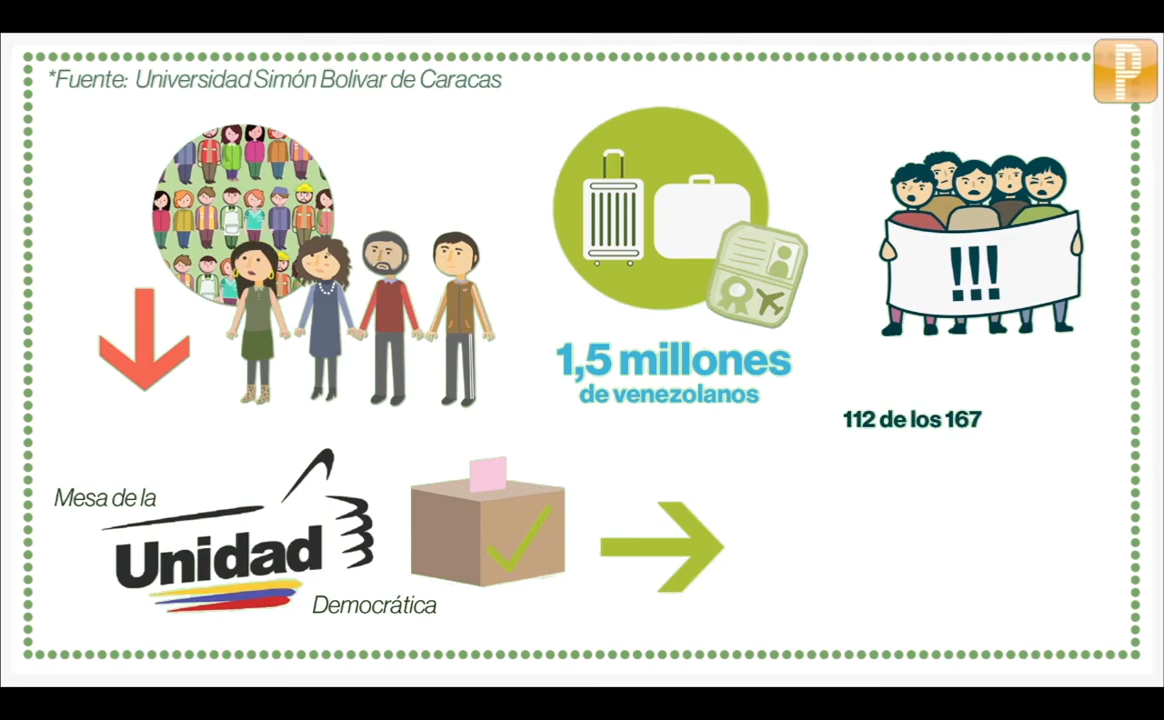 *Fuente: Universidad Simón Bolivar de Caracas
P
!!!
1,5 millones
de venezolanos
112 de los 167
Mesa de la
Unidad
Democrática